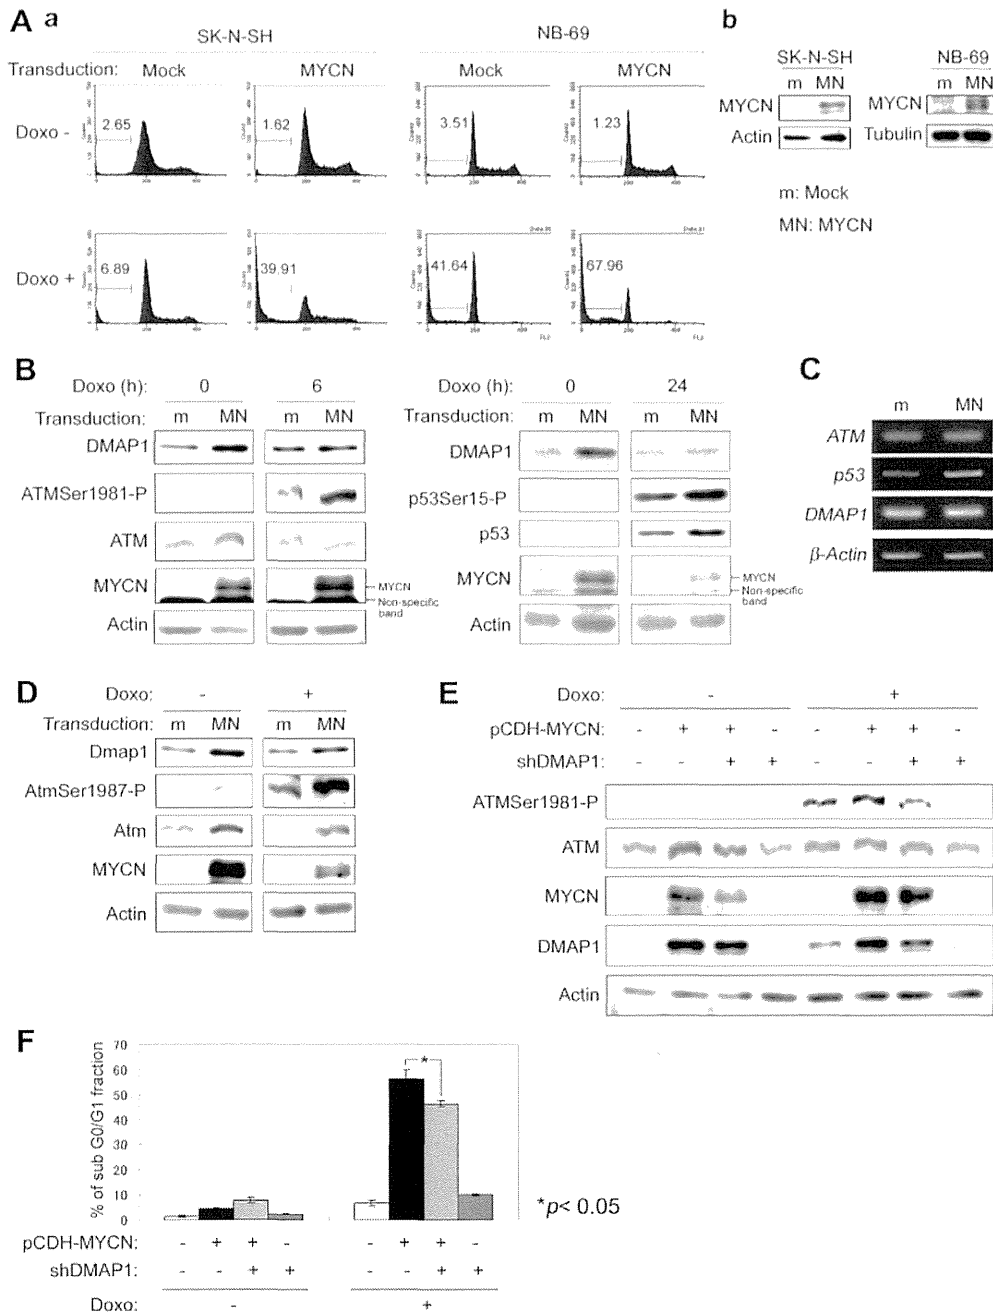 A a
SK-N-SH NB-69
Transduction: Mock MYCN Mock MYCN
Doxo - 2.65 1.62 3.51 1.23
Doxo + 6.89 39.91 41.64 67.96
b
SK-N-SH NB-69
m MN m MN
MYCN MYCN
Actin Tubulin
m: Mock
MN: MYCN
B
Doxo (h): 0 6
Transduction: m MN m MN
DMAP1
ATMSer1981-P
ATM
MYCN
MYCN
Non-specific
band
Actin
Doxo (h): 0 24
Transduction: m MN m MN
DMAP1
p53Ser15-P
p53
MYCN
MYCN
Non-specific
band
Actin
C
m MN
ATM
p53
DMAP1
β-Actin
D
Doxo: - +
Transduction: m MN m MN
Dmap1
AtmSer1987-P
Atm
MYCN
Actin
E
Doxo: - +
pCDH-MYCN: - + + - - + + -
shDMAP1: - - + + - - + +
ATMSer1981-P
ATM
MYCN
DMAP1
Actin
F
% of sub G0/G1 fraction
70
60
50
40
30
20
10
0
*
*p< 0.05
pCDH-MYCN: - + + - - + + -
shDMAP1: - - + + - - + +
Doxo: - +